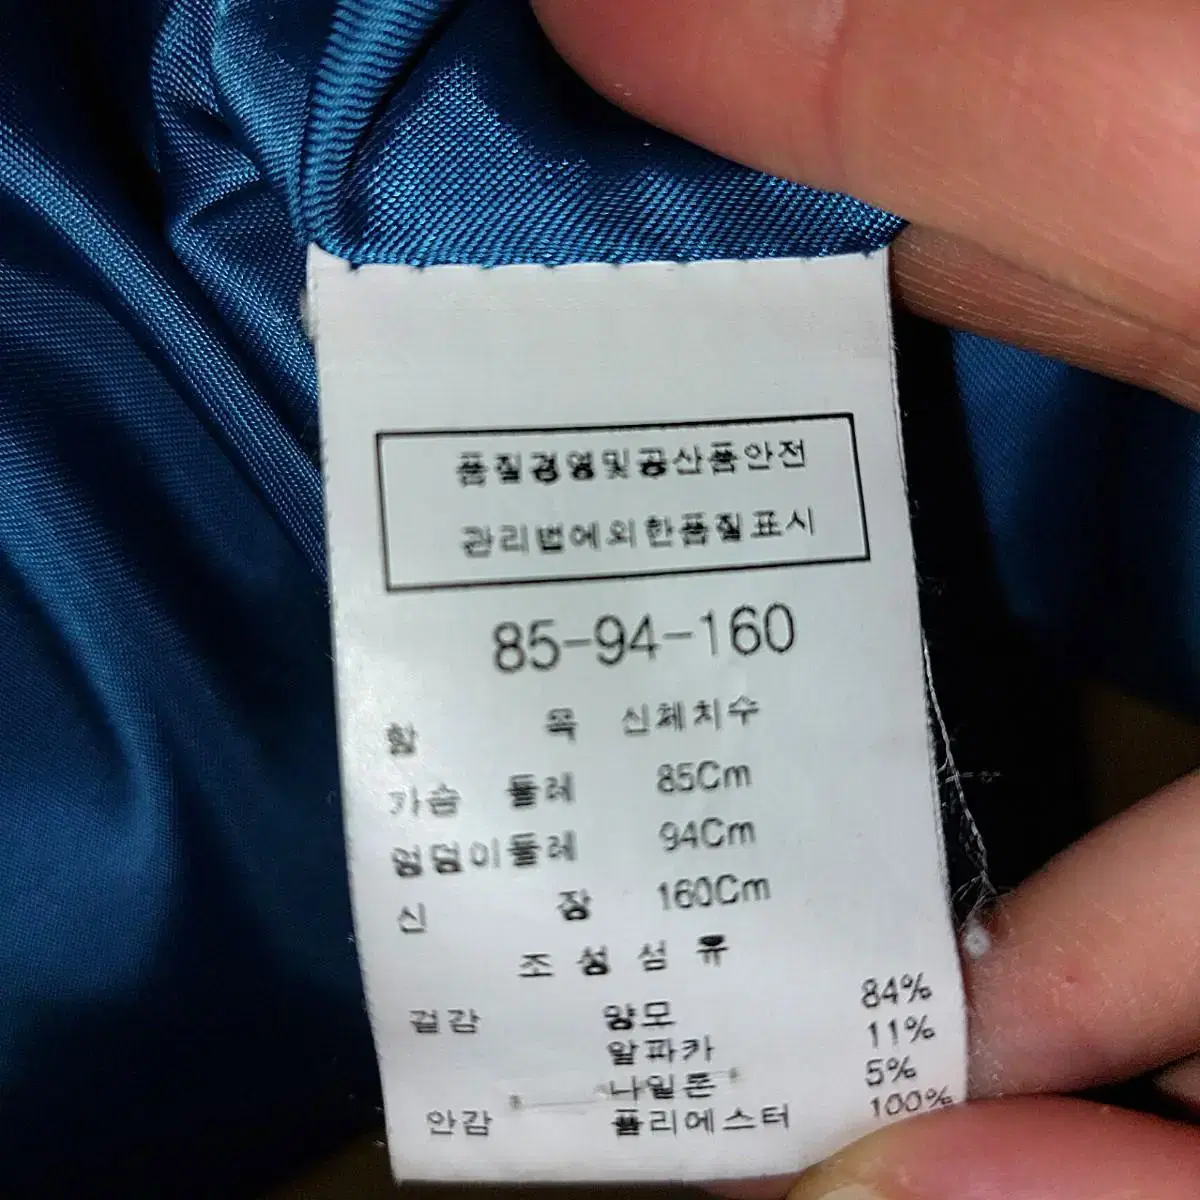 품질경영및공산품안전
관리법에의한품질표시
85-94-160
항 목 신체치수
가슴 둘레 85Cm
엉덩이둘레 94Cm
신 장 160Cm
조 성 섬 유
겉감 양모 84%
알파카 11%
나일론 5%
안감 폴리에스터 100%